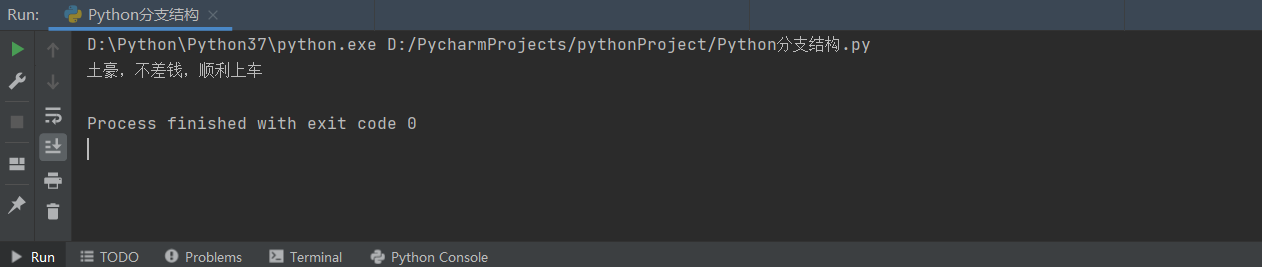 Run: Python分支结构
D:\Python\Python37\python.exe D:/PycharmProjects/pythonProject/Python分支结构.py
土豪，不差钱，顺利上车
Process finished with exit code 0
Run TODO Problems Terminal Python Console